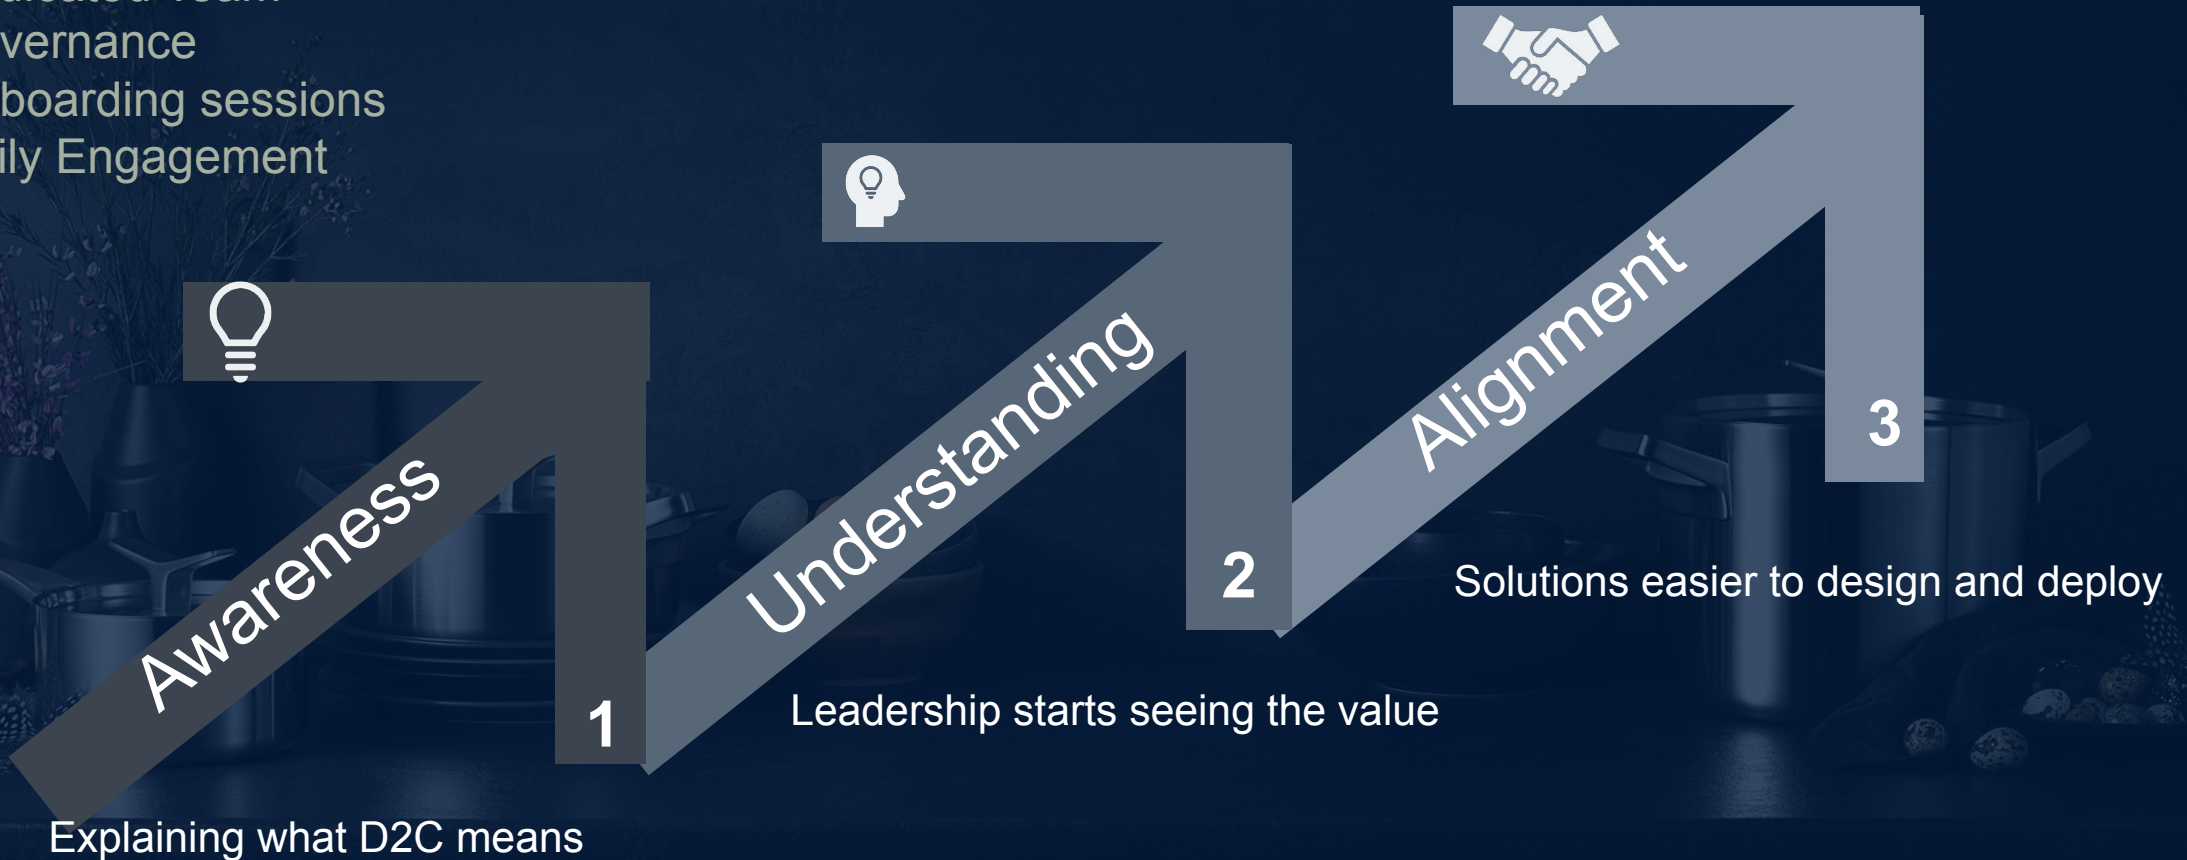 vernance
boarding sessions
ily Engagement
Awareness
1
Explaining what D2C means
Understanding
2
Leadership starts seeing the value
Alignment
3
Solutions easier to design and deploy